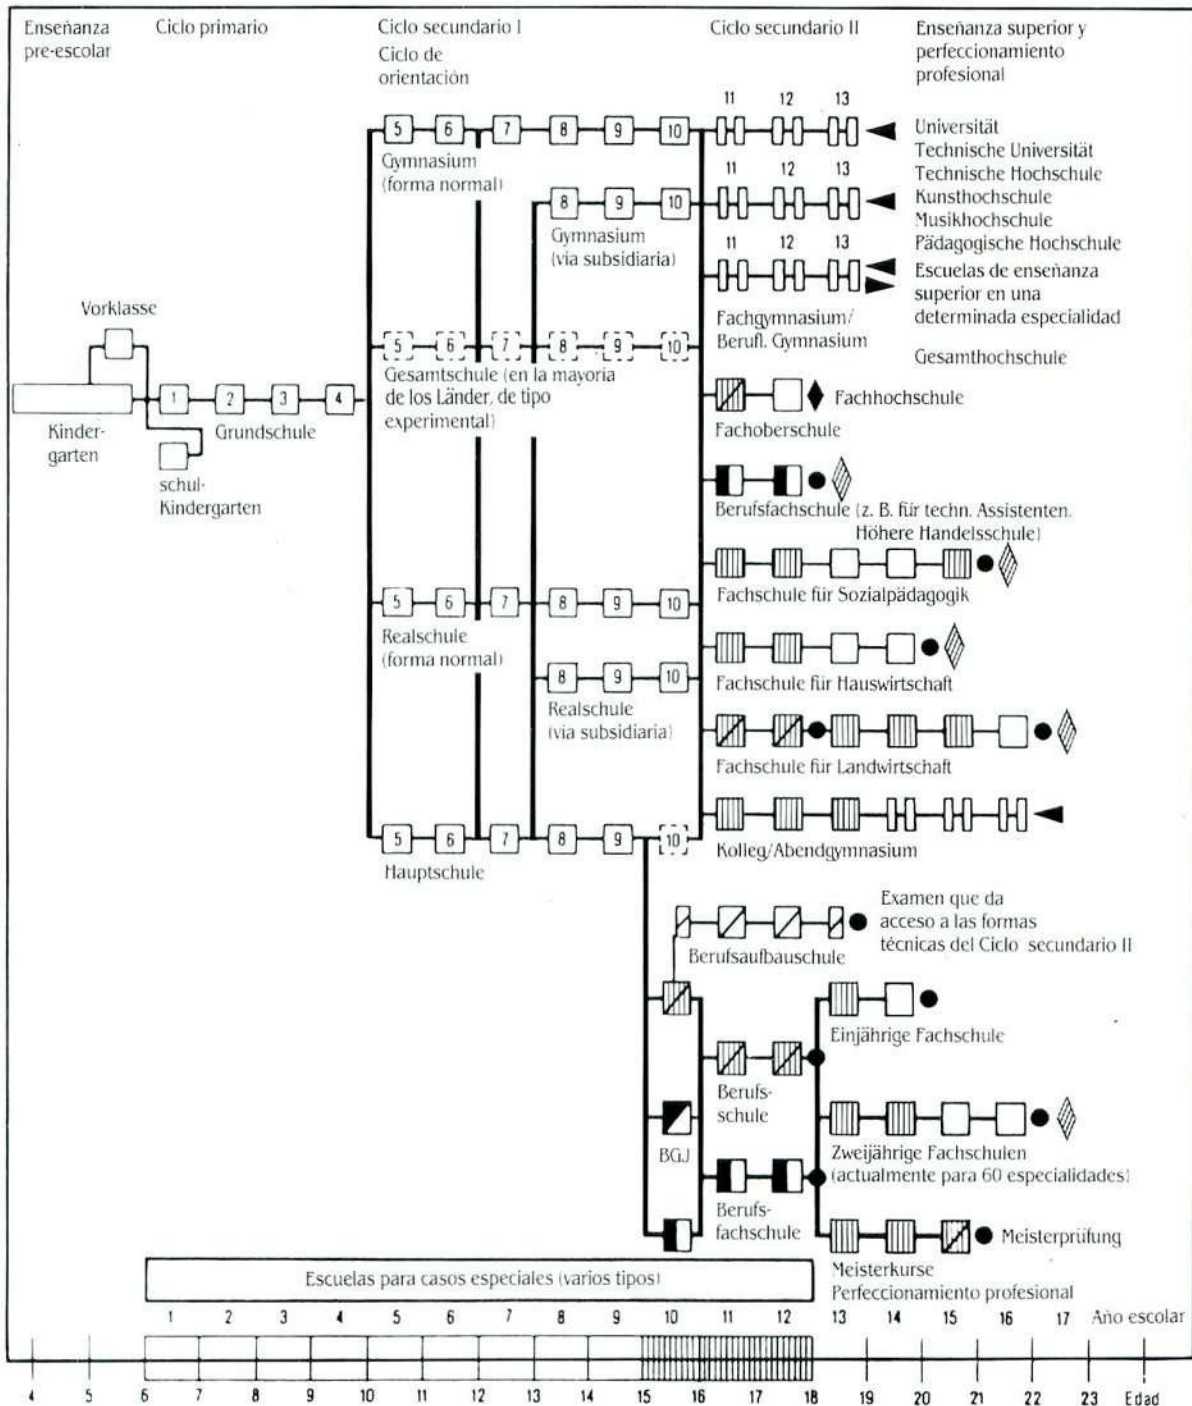 Enseñanza
pre-escolar
Ciclo primario
Ciclo secundario I
Ciclo de
orientación
Ciclo secundario II
Enseñanza superior y
perfeccionamiento
profesional
11 12 13
5 6 7 8 9 10
Gymnasium
(forma normal)
Universität
Technische Universität
Technische Hochschule
Kunsthochschule
Musikhochschule
Pädagogische Hochschule
Escuelas de enseñanza
superior en una
determinada especialidad
Gesamthochschule
11 12 13
8 9 10
Gymnasium
(via subsidiaria)
11 12 13
Fachgymnasium/
Berufl. Gymnasium
Vorklasse
5 6 7 8 9 10
Gesamtschule (en la mayoria
de los Länder, de tipo
experimental)
1 2 3 4
Kinder-
garten
Grundschule
schul-
Kindergarten
Fachhochschule
Fachoberschule
Berufsfachschule (z. B. für techn. Assistenten.
Höhere Handelsschule)
Fachschule für Sozialpädagogik
5 6 7 8 9 10
Realschule
(forma normal)
Fachschule für Hauswirtschaft
8 9 10
Realschule
(via subsidiaria)
Fachschule für Landwirtschaft
5 6 7 8 9 10
Hauptschule
Kolleg/Abendgymnasium
Berufsaufbauschule
Examen que da
acceso a las formas
técnicas del Ciclo secundario II
Einjährige Fachschule
Berufs-
schule
BGJ
Zweijährige Fachschulen
(actualmente para 60 especialidades)
Berufs-
fachschule
Meisterprüfung
Meisterkurse
Perfeccionamiento profesional
Escuelas para casos especiales (varios tipos)
1 2 3 4 5 6 7 8 9 10 11 12 13 14 15 16 17 Año escolar
4 5 6 7 8 9 10 11 12 13 14 15 16 17 18 19 20 21 22 23 Edad